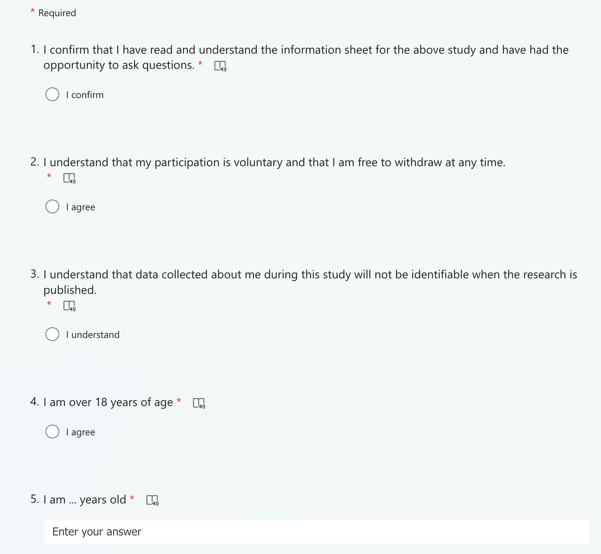 * Required
1. I confirm that I have read and understand the information sheet for the above study and have had the
opportunity to ask questions. *
I confirm
2. I understand that my participation is voluntary and that I am free to withdraw at any time.
*
I agree
3. I understand that data collected about me during this study will not be identifiable when the research is
published.
*
I understand
4. I am over 18 years of age *
I agree
5. I am ... years old *
Enter your answer